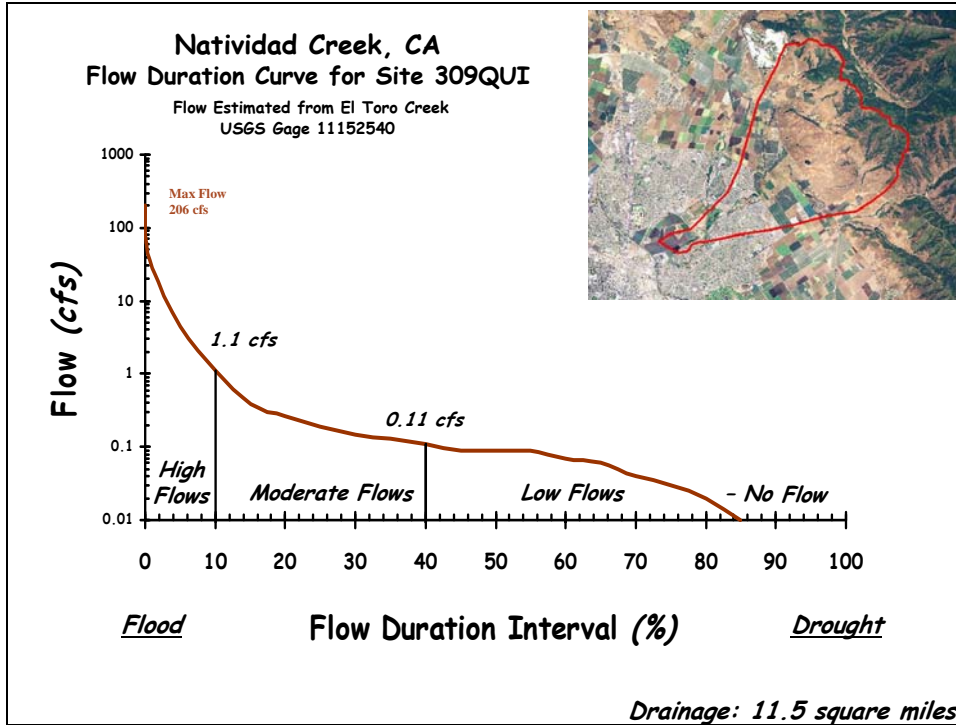 Natividad Creek, CA
Flow Duration Curve for Site 309QUI
Flow Estimated from El Toro Creek
USGS Gage 11152540
1000
100
10
1
0.1
0.01
Flow (cfs)
Max Flow
206 cfs
1.1 cfs
0.11 cfs
High
Flows
Moderate Flows
Low Flows
- No Flow
0 10 20 30 40 50 60 70 80 90 100
Flood
Flow Duration Interval (%)
Drought
Drainage: 11.5 square miles